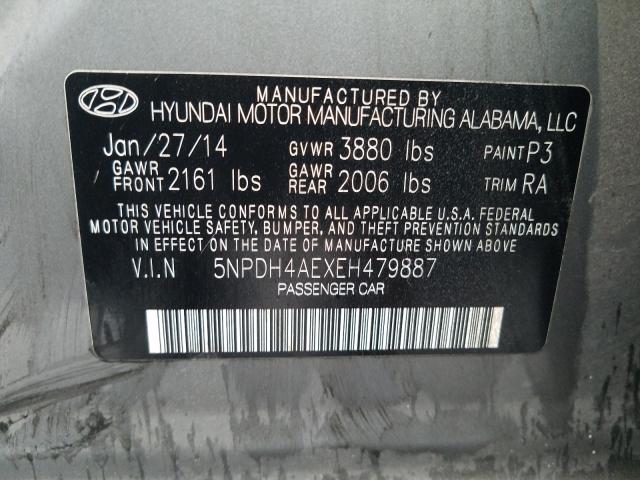 MANUFACTURED BY
HYUNDAI MOTOR MANUFACTURING ALABAMA, LLC
Jan/27/14 GVWR 3880 lbs PAINT P3
GAWR FRONT 2161 lbs GAWR REAR 2006 lbs TRIM RA
THIS VEHICLE CONFORMS TO ALL APPLICABLE U.S.A. FEDERAL
MOTOR VEHICLE SAFETY, BUMPER, AND THEFT PREVENTION STANDARDS
IN EFFECT ON THE DATE OF MANUFACTURE SHOWN ABOVE.
V.I.N 5NPDH4AEXEH479887
PASSENGER CAR